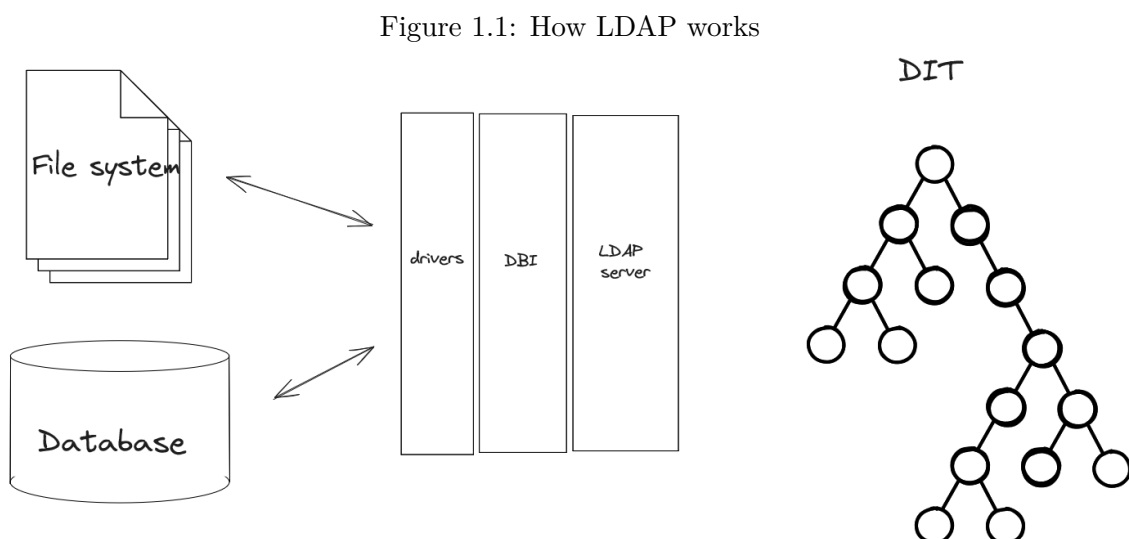 Figure 1.1: How LDAP works
DIT
File system
drivers
DBI
LDAP
server
Database